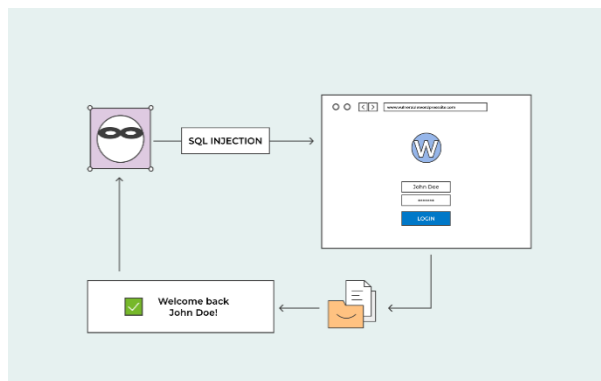 SQL INJECTION
W
John Doe
LOGIN
Welcome back
John Doe!